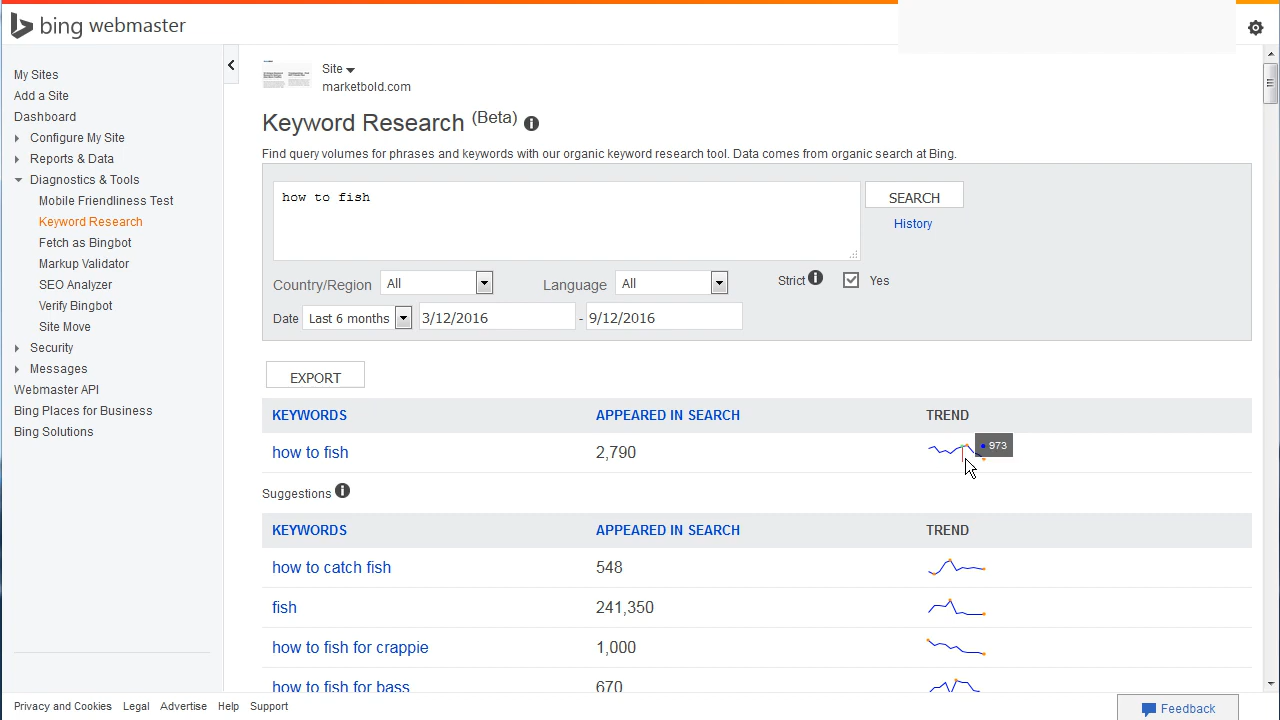 bing webmaster
My Sites
Add a Site
Dashboard
Configure My Site
Reports & Data
Diagnostics & Tools
Mobile Friendliness Test
Keyword Research
Fetch as Bingbot
Markup Validator
SEO Analyzer
Verify Bingbot
Site Move
Security
Messages
Webmaster API
Bing Places for Business
Bing Solutions
Site
marketbold.com
Keyword Research (Beta)
Find query volumes for phrases and keywords with our organic keyword research tool. Data comes from organic search at Bing.
how to fish
SEARCH
History
Country/Region All Language All Strict Yes
Date Last 6 months 3/12/2016 - 9/12/2016
EXPORT
KEYWORDS APPEARED IN SEARCH TREND
how to fish 2,790 973
Suggestions
KEYWORDS APPEARED IN SEARCH TREND
how to catch fish 548
fish 241,350
how to fish for crappie 1,000
how to fish for bass 670
Privacy and Cookies Legal Advertise Help Support
Feedback